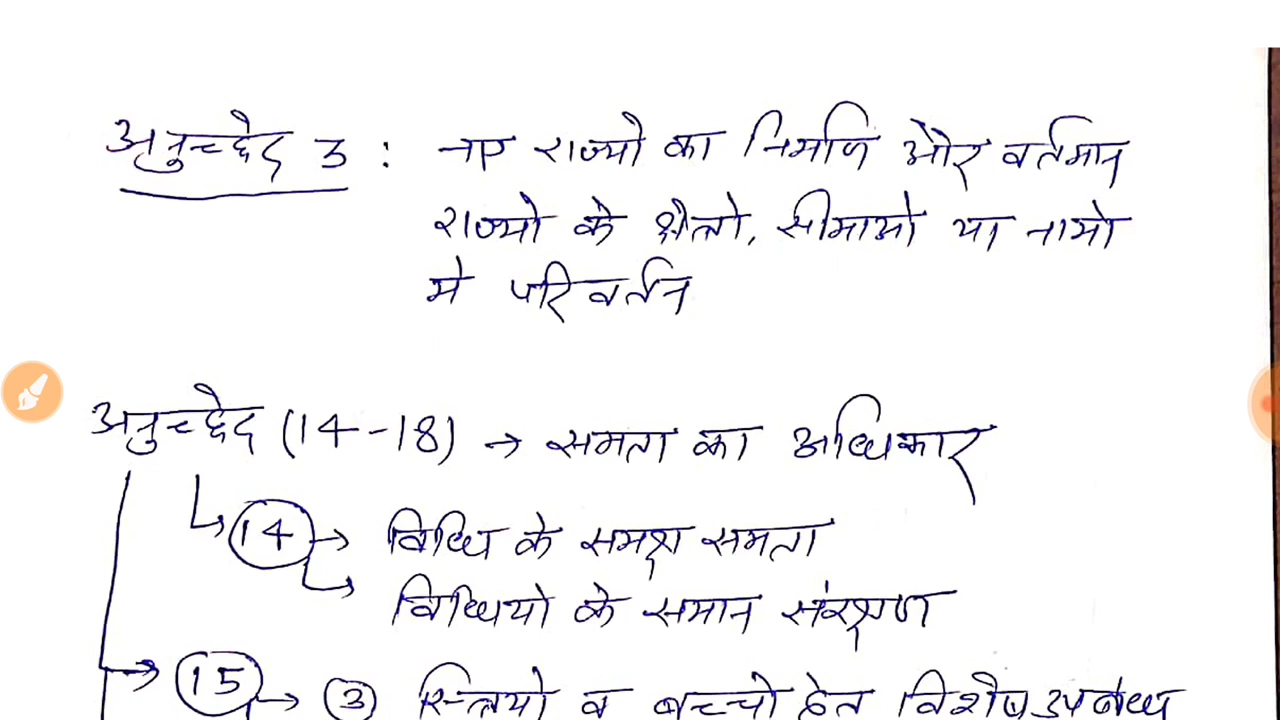 अनुच्छेद 3 : नए राज्यो का निर्माण और वर्तमान
राज्यो के क्षेत्रो, सीमाओ या नामो
मे परिवर्तन
अनुच्छेद (14-18) → समता का अधिकार
14 → विधि के समक्ष समता
विधियो के समान संरक्षण
15 → (3) स्त्रियो व बच्चो हेतु विशेष उपबंध